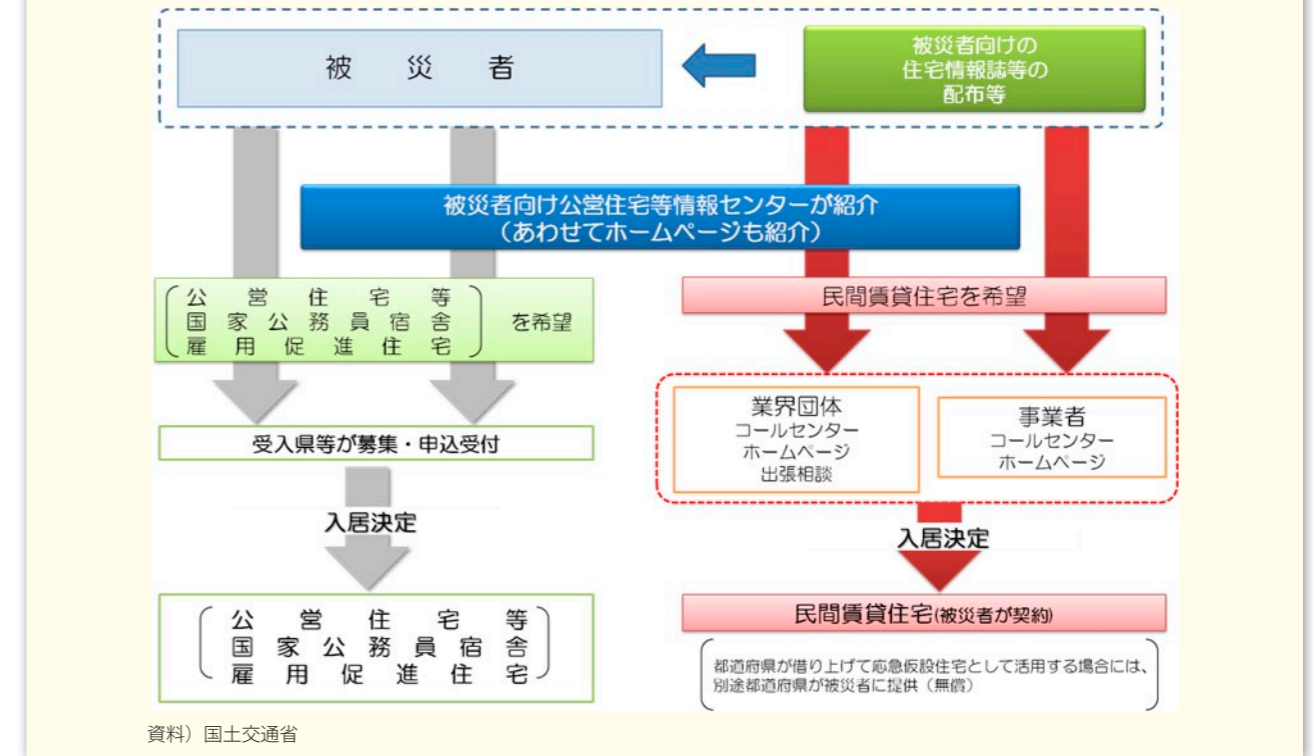 被災者
被災者向けの
住宅情報誌等の
配布等
被災者向け公営住宅等情報センターが紹介
（あわせてホームページも紹介）
公営住宅等
国家公務員宿舎
雇用促進住宅
を希望
民間賃貸住宅を希望
受入県等が募集・申込受付
業界団体
コールセンター
ホームページ
出張相談
事業者
コールセンター
ホームページ
入居決定
入居決定
公営住宅等
国家公務員宿舎
雇用促進住宅
民間賃貸住宅(被災者が契約)
都道府県が借り上げて応急仮設住宅として活用する場合には、
別途都道府県が被災者に提供（無償）
資料）国土交通省